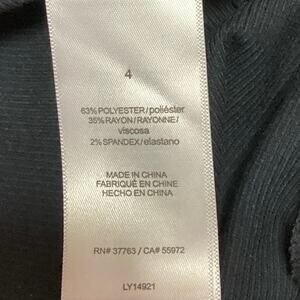 4
63% POLYESTER/poliéster
35% RAYON/RAYONNE/
viscosa
2% SPANDEX/elastano
MADE IN CHINA
FABRIQUÉ EN CHINE
HECHO EN CHINA
RN# 37763 / CA# 55972
LY14921